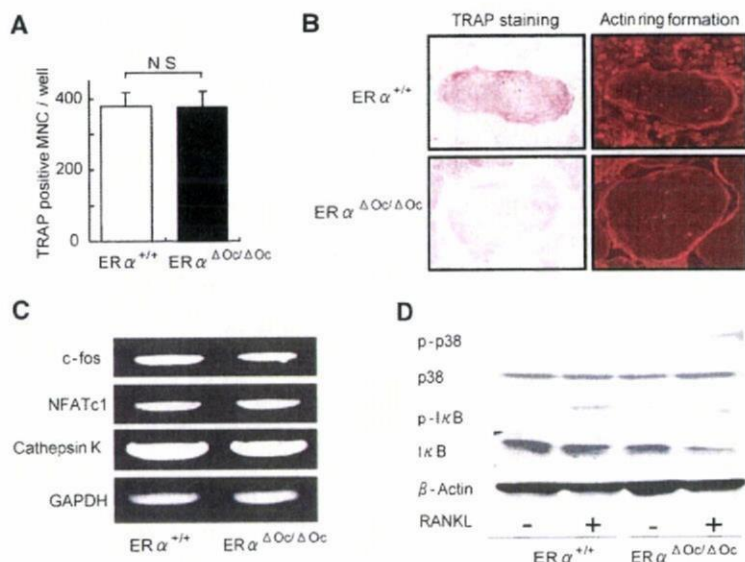 A
NS
TRAP positive MNC / well
400
200
0
ERα+/+
ERαΔOc/ΔOc
B
TRAP staining
Actin ring formation
ERα+/+
ERαΔOc/ΔOc
C
c-fos
NFATc1
Cathepsin K
GAPDH
ERα+/+
ERαΔOc/ΔOc
D
p-p38
p38
p-IκB
IκB
β-Actin
RANKL - + - +
ERα+/+ ERαΔOc/ΔOc